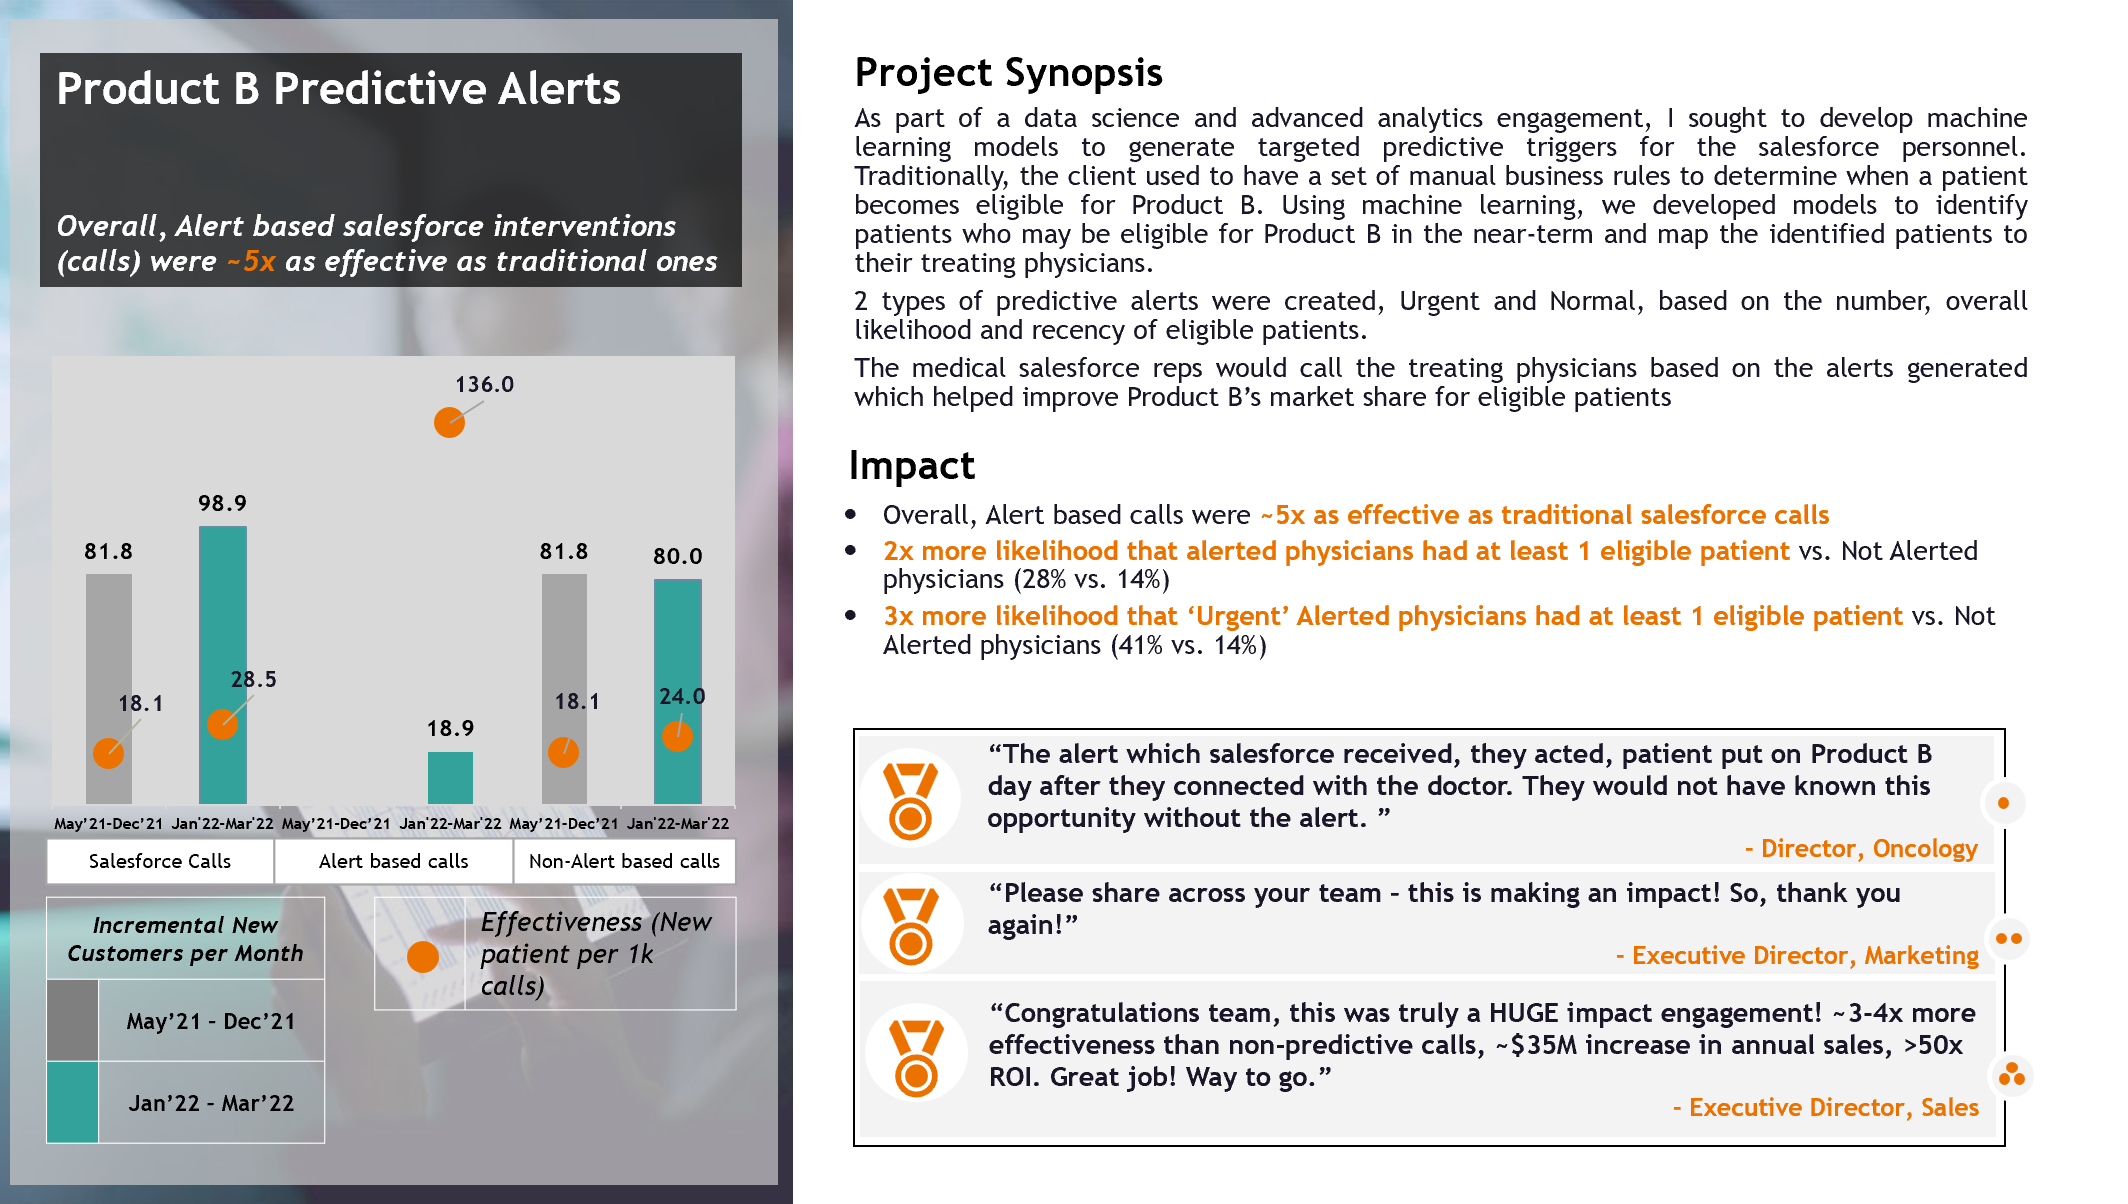 Product B Predictive Alerts
Overall, Alert based salesforce interventions
(calls) were ~5x as effective as traditional ones
136.0
98.9
81.8
81.8
80.0
28.5
18.1
18.1
24.0
18.9
May’21-Dec’21 Jan'22-Mar'22 May’21-Dec’21 Jan'22-Mar'22 May’21-Dec’21 Jan'22-Mar'22
Salesforce Calls Alert based calls Non-Alert based calls
Incremental New
Customers per Month
May’21 – Dec’21
Jan’22 – Mar’22
Effectiveness (New
patient per 1k
calls)
Project Synopsis
As part of a data science and advanced analytics engagement, I sought to develop machine
learning models to generate targeted predictive triggers for the salesforce personnel.
Traditionally, the client used to have a set of manual business rules to determine when a patient
becomes eligible for Product B. Using machine learning, we developed models to identify
patients who may be eligible for Product B in the near-term and map the identified patients to
their treating physicians.
2 types of predictive alerts were created, Urgent and Normal, based on the number, overall
likelihood and recency of eligible patients.
The medical salesforce reps would call the treating physicians based on the alerts generated
which helped improve Product B’s market share for eligible patients
Impact
• Overall, Alert based calls were ~5x as effective as traditional salesforce calls
• 2x more likelihood that alerted physicians had at least 1 eligible patient vs. Not Alerted
physicians (28% vs. 14%)
• 3x more likelihood that ‘Urgent’ Alerted physicians had at least 1 eligible patient vs. Not
Alerted physicians (41% vs. 14%)
“The alert which salesforce received, they acted, patient put on Product B
day after they connected with the doctor. They would not have known this
opportunity without the alert. ”
- Director, Oncology
“Please share across your team – this is making an impact! So, thank you
again!”
- Executive Director, Marketing
“Congratulations team, this was truly a HUGE impact engagement! ~3-4x more
effectiveness than non-predictive calls, ~$35M increase in annual sales, >50x
ROI. Great job! Way to go.”
- Executive Director, Sales